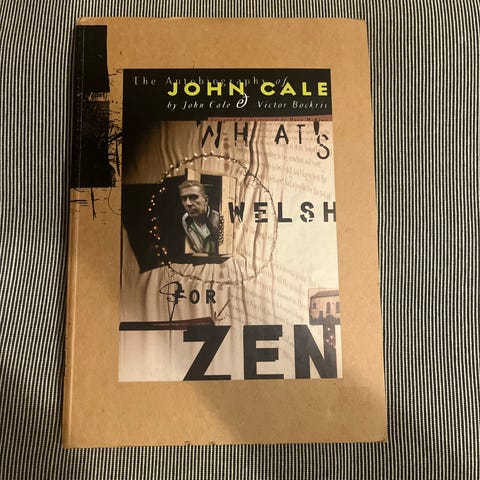 The Autobiography of
JOHN CALE
by John Cale & Victor Bockris
WHAT'S
WELSH
FOR
ZEN